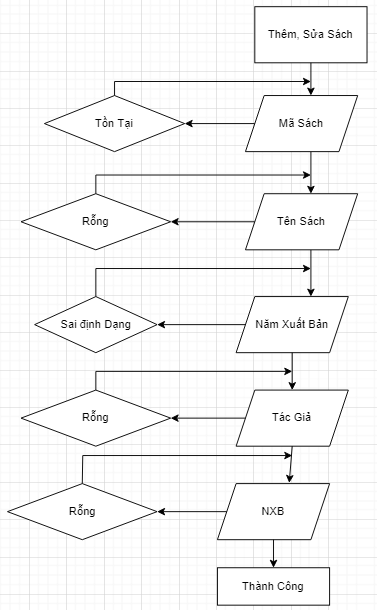 Thêm, Sửa Sách
Tồn Tại
Mã Sách
Rỗng
Tên Sách
Sai định Dạng
Năm Xuất Bản
Rỗng
Tác Giả
Rỗng
NXB
Thành Công